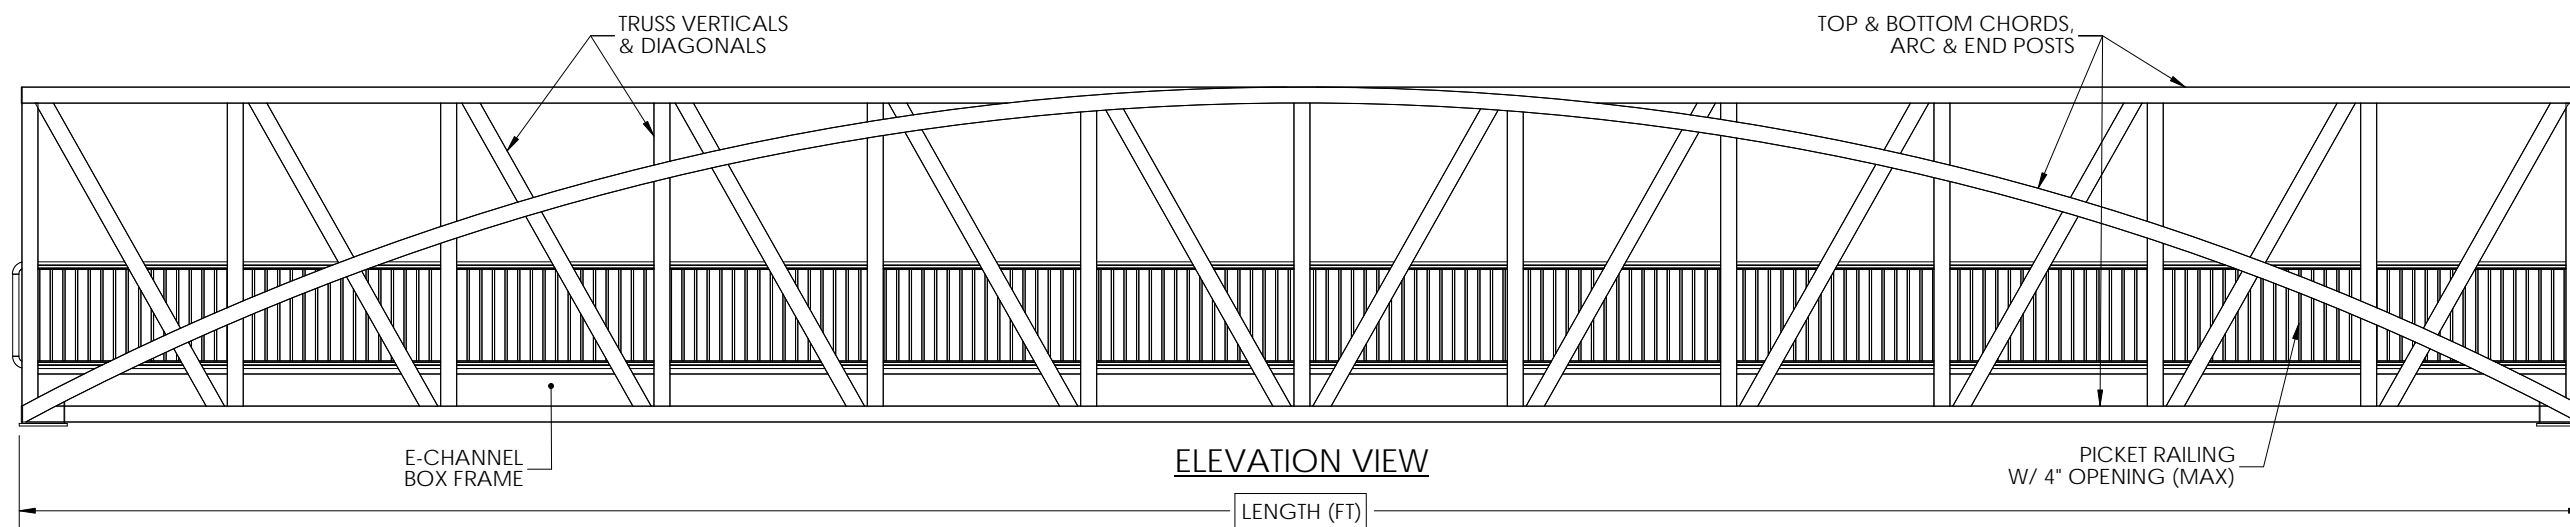 TRUSS VERTICALS
& DIAGONALS
TOP & BOTTOM CHORDS,
ARC & END POSTS
E-CHANNEL
BOX FRAME
ELEVATION VIEW
PICKET RAILING
W/ 4" OPENING (MAX)
LENGTH (FT)